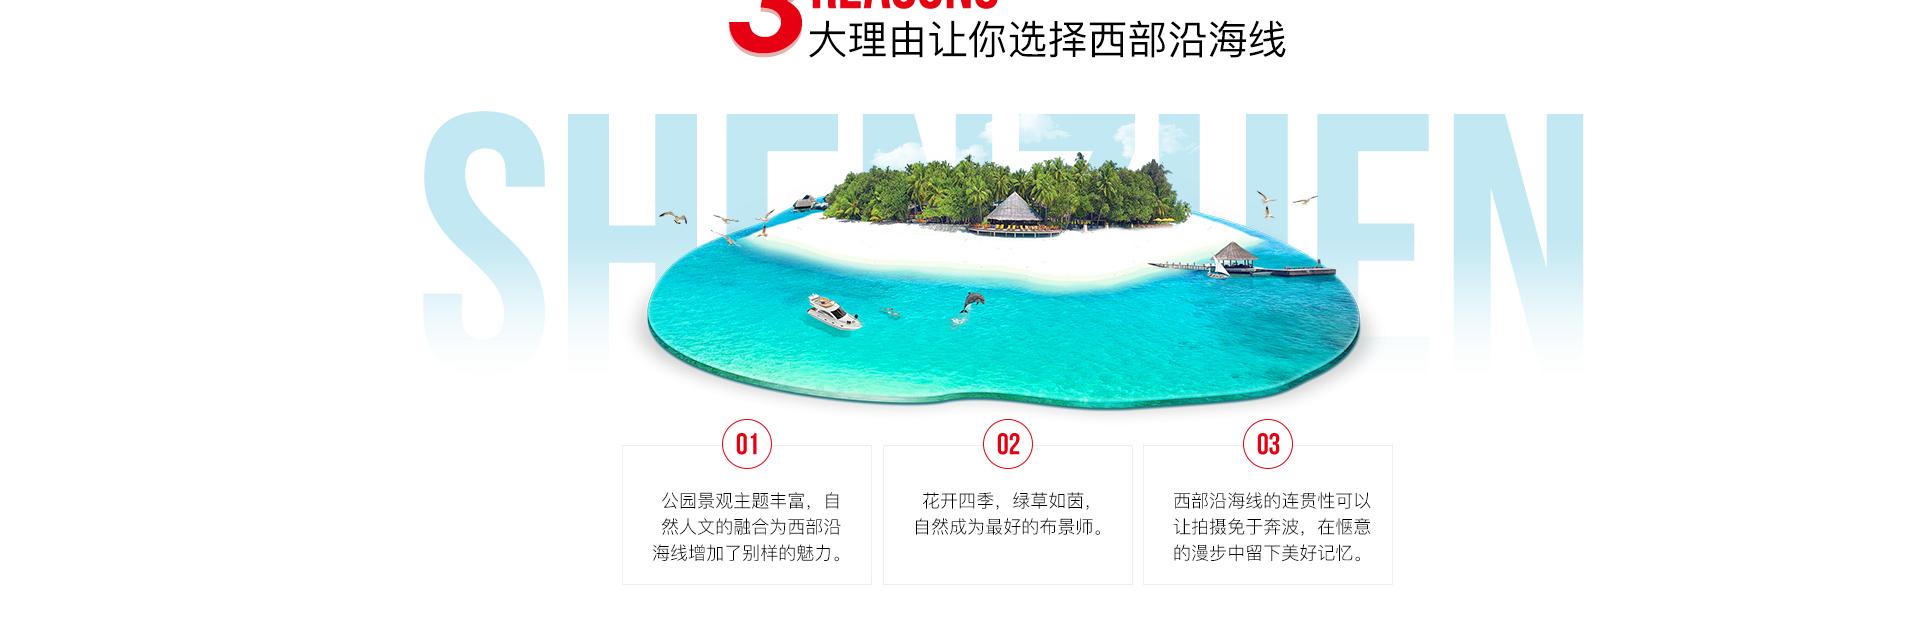 3 REASONS
大理由让你选择西部沿海线
SHENZHEN
01
公园景观主题丰富，自
然人文的融合为西部沿
海线增加了别样的魅力。
02
花开四季，绿草如茵，
自然成为最好的布景师。
03
西部沿海线的连贯性可以
让拍摄免于奔波，在惬意
的漫步中留下美好记忆。